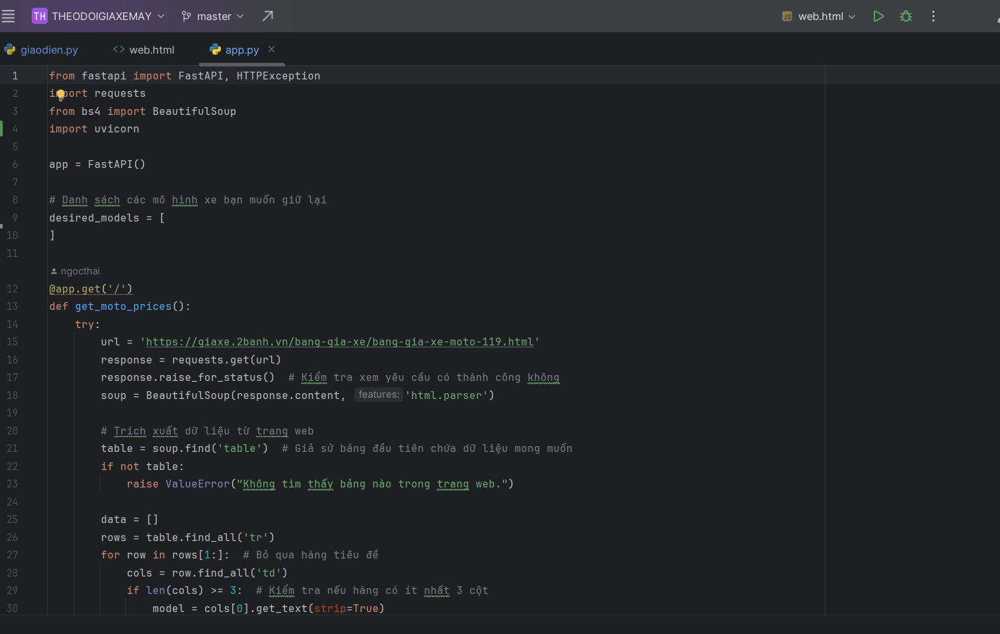 TH THEODOIGIAXEMAY master web.html
giaodien.py web.html app.py
1 from fastapi import FastAPI, HTTPException
2 import requests
3 from bs4 import BeautifulSoup
4 import uvicorn
5
6 app = FastAPI()
7
8 # Danh sách các mô hình xe bạn muốn giữ lại
9 desired_models = [
10 ]
11
ngocthai
12 @app.get('/')
13 def get_moto_prices():
14 try:
15 url = 'https://giaxe.2banh.vn/bang-gia-xe/bang-gia-xe-moto-119.html'
16 response = requests.get(url)
17 response.raise_for_status() # Kiểm tra xem yêu cầu có thành công không
18 soup = BeautifulSoup(response.content, features: 'html.parser')
19
20 # Trích xuất dữ liệu từ trang web
21 table = soup.find('table') # Giả sử bảng đầu tiên chứa dữ liệu mong muốn
22 if not table:
23 raise ValueError("Không tìm thấy bảng nào trong trang web.")
24
25 data = []
26 rows = table.find_all('tr')
27 for row in rows[1:]: # Bỏ qua hàng tiêu đề
28 cols = row.find_all('td')
29 if len(cols) >= 3: # Kiểm tra nếu hàng có ít nhất 3 cột
30 model = cols[0].get_text(strip=True)